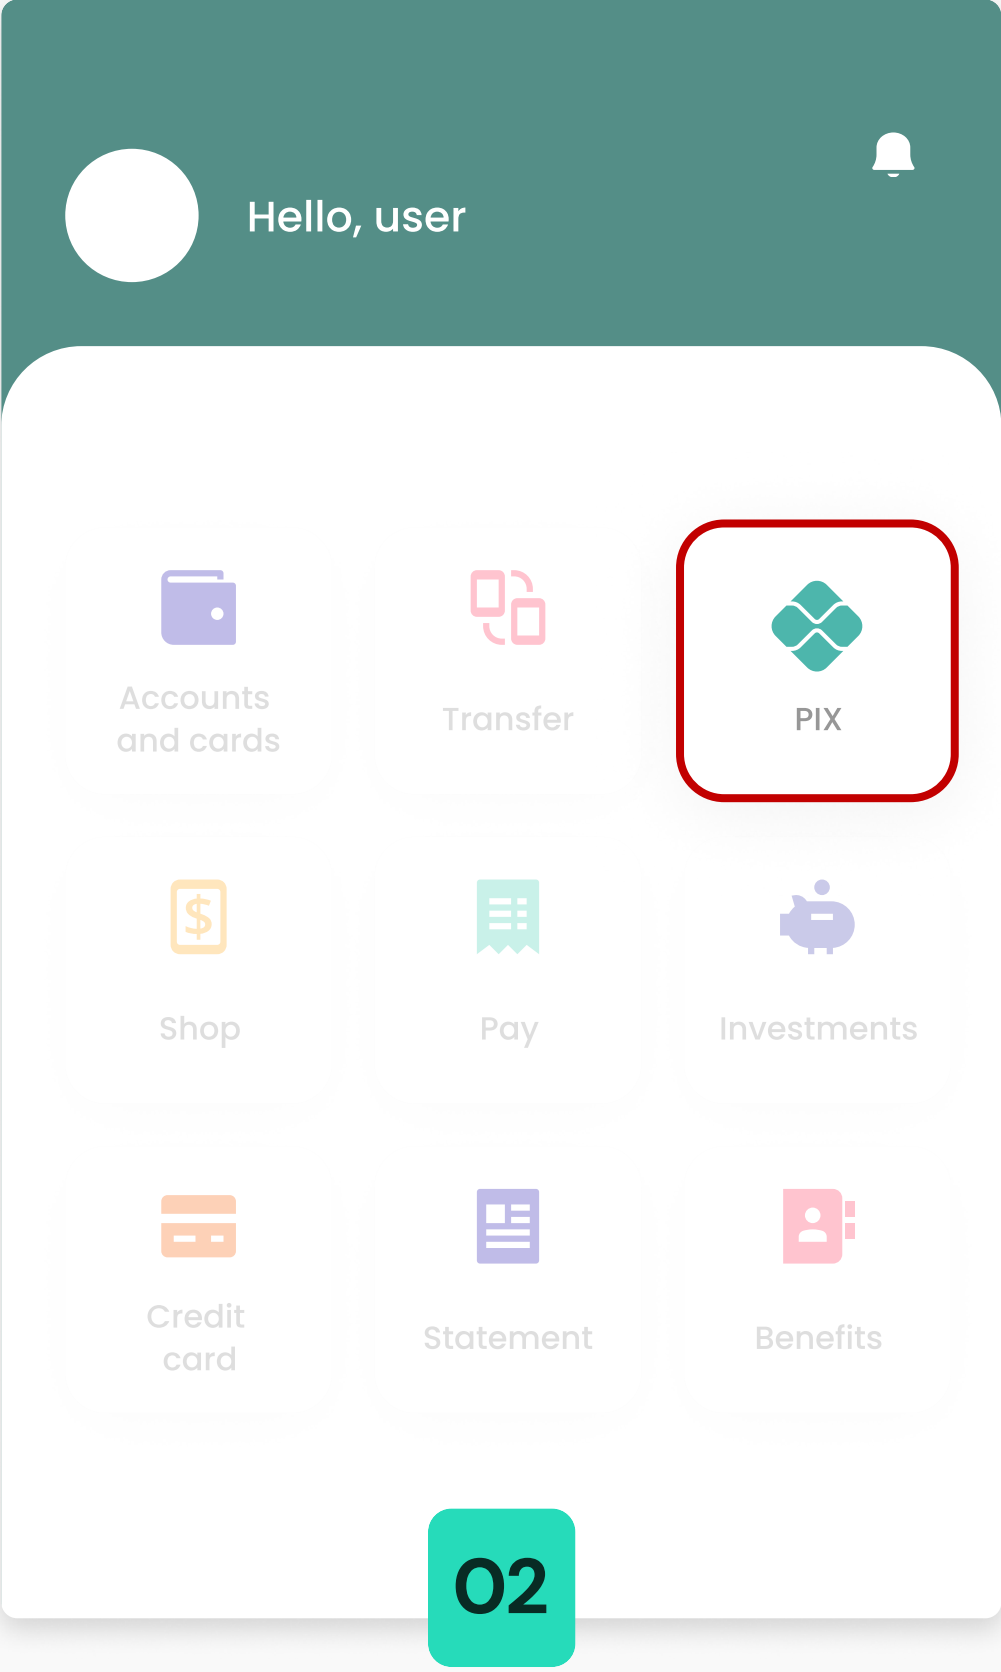 Hello, user
Accounts
and cards
Transfer
PIX
Shop
Pay
Investments
Credit
card
Statement
Benefits
02